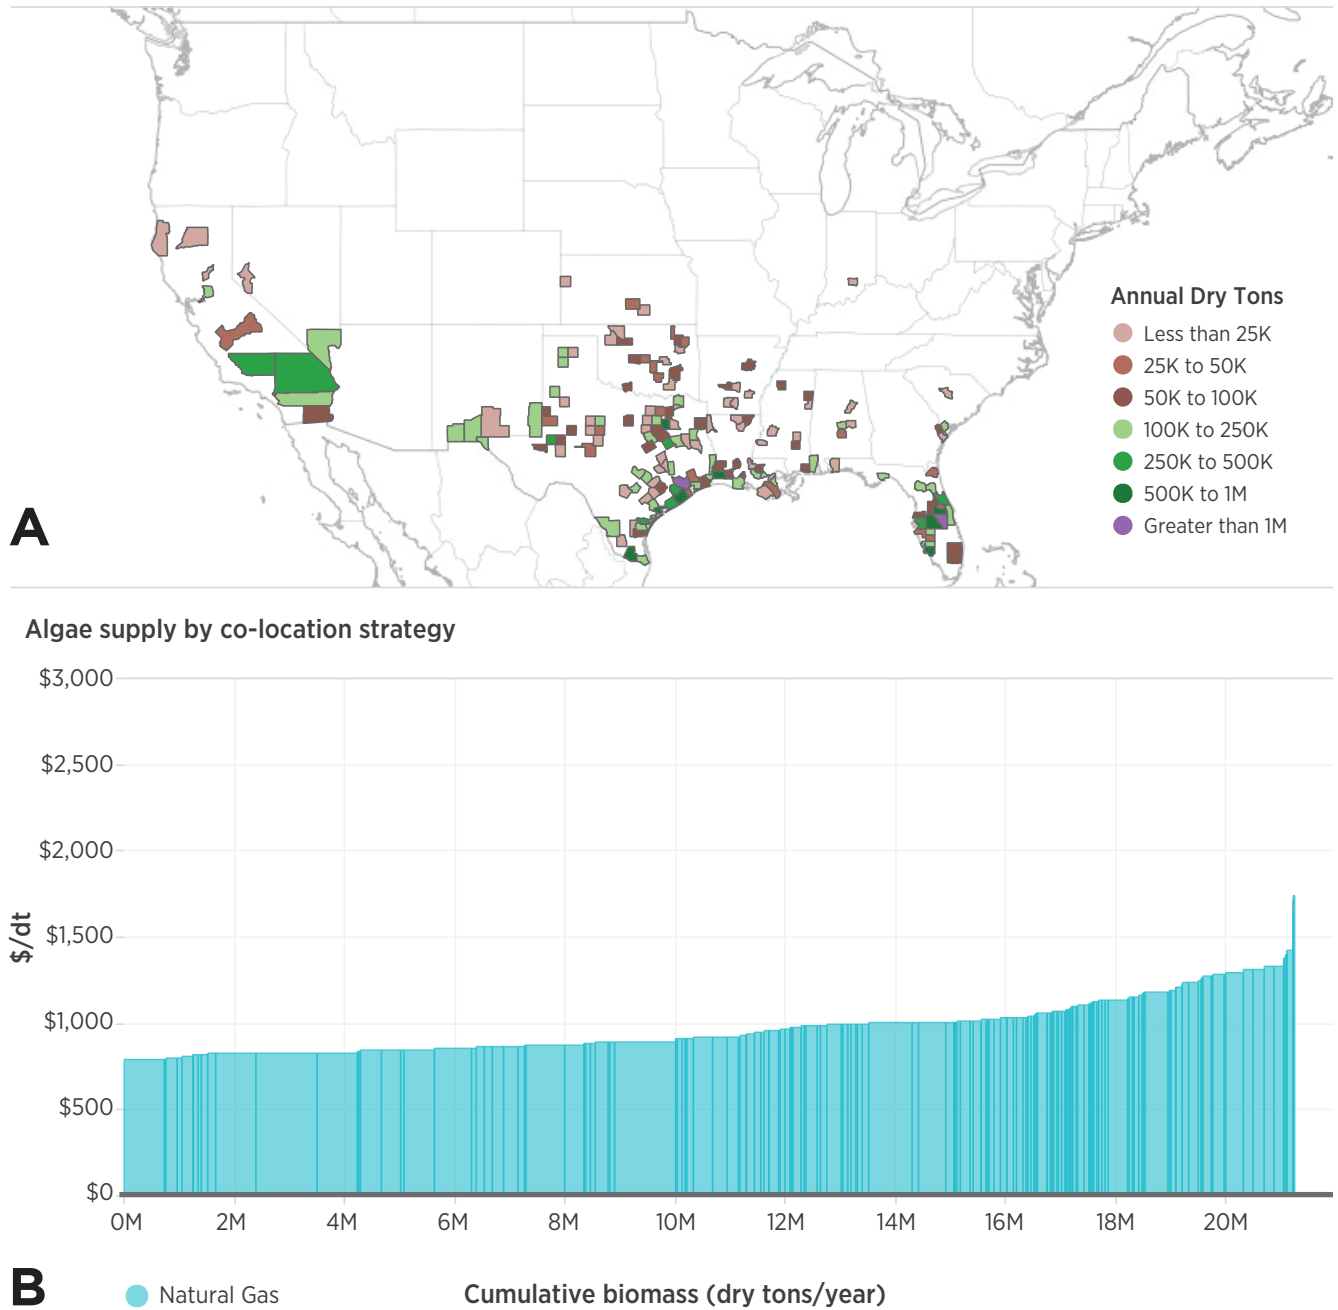 Annual Dry Tons
Less than 25K
25K to 50K
50K to 100K
100K to 250K
250K to 500K
500K to 1M
Greater than 1M
A
Algae supply by co-location strategy
$3,000
$2,500
$2,000
$1,500
$1,000
$500
$0
$/dt
0M 2M 4M 6M 8M 10M 12M 14M 16M 18M 20M
B
Natural Gas
Cumulative biomass (dry tons/year)